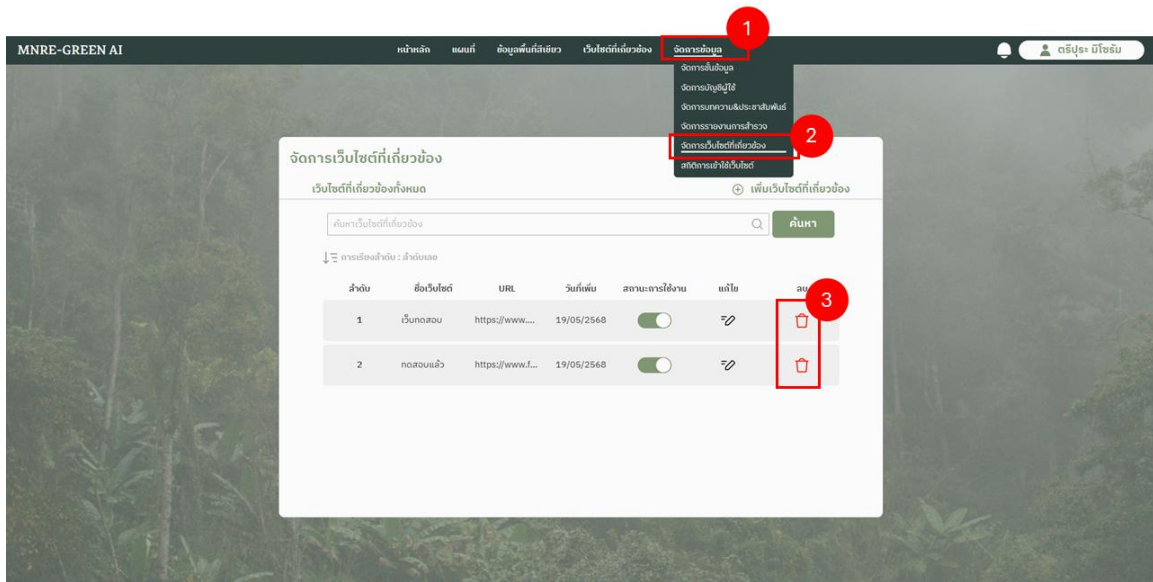 1
MNRE-GREEN AI หน้าหลัก แผนที่ ข้อมูลพื้นที่สีเขียว เว็บไซต์ที่เกี่ยวข้อง จัดการข้อมูล ตรีประ มีโชรัม
จัดการชั้นข้อมูล
จัดการบัญชีผู้ใช้
จัดการบทความ&ประชาสัมพันธ์
จัดการรายงานการสำรวจ
2
จัดการเว็บไซต์ที่เกี่ยวข้อง
สถิติการเข้าใช้เว็บไซต์
จัดการเว็บไซต์ที่เกี่ยวข้อง
เว็บไซต์ที่เกี่ยวข้องทั้งหมด เพิ่มเว็บไซต์ที่เกี่ยวข้อง
ค้นหาเว็บไซต์ที่เกี่ยวข้อง ค้นหา
การเรียงลำดับ : ลำดับเลข
ลำดับ ชื่อเว็บไซต์ URL วันที่เพิ่ม สถานะการใช้งาน แก้ไข ลบ
3
1 เว็บทดสอบ https://www.... 19/05/2568
2 ทดสอบแล้ว https://www.f... 19/05/2568